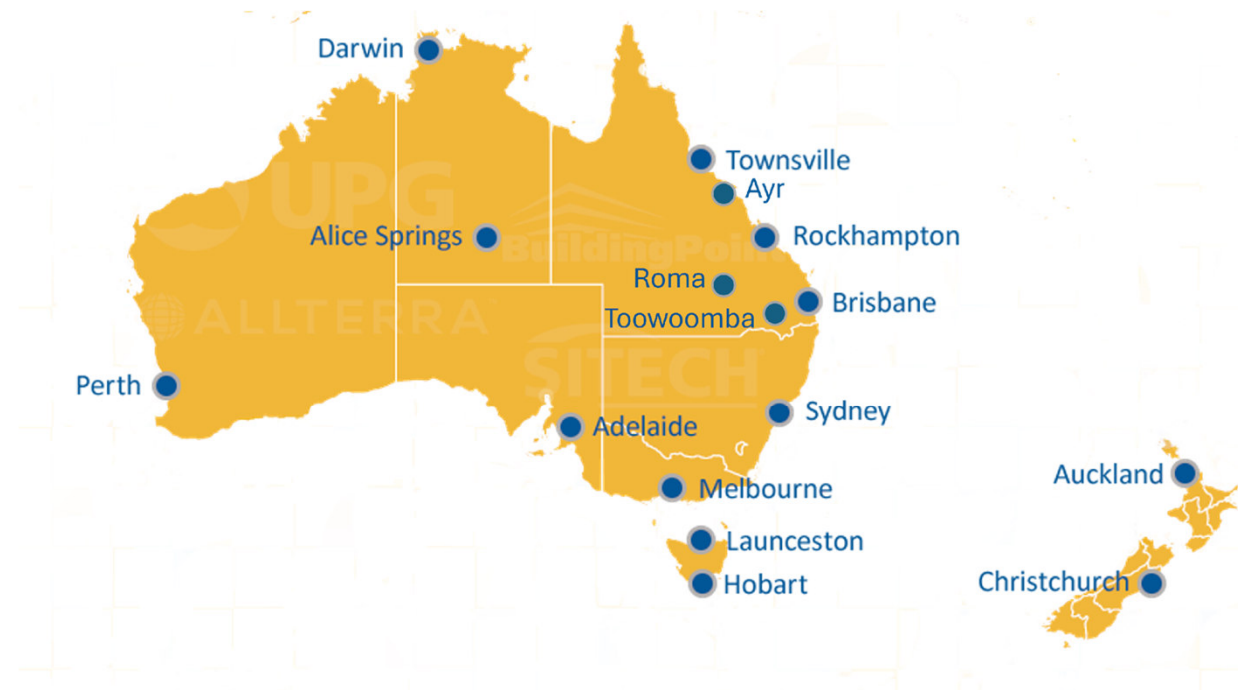 Darwin
Townsville
Ayr
UPG
Alice Springs
BuildingPoint
Rockhampton
Roma
Brisbane
ALLTERRA
Toowoomba
SITECH
Perth
Sydney
Adelaide
Auckland
Melbourne
Launceston
Christchurch
Hobart